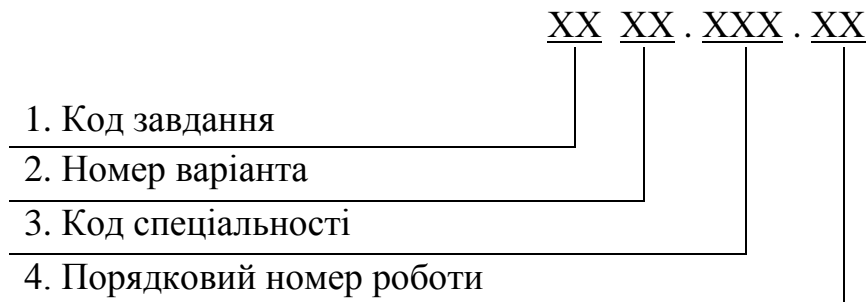 XX XX . XXX . XX
1. Код завдання
2. Номер варіанта
3. Код спеціальності
4. Порядковий номер роботи